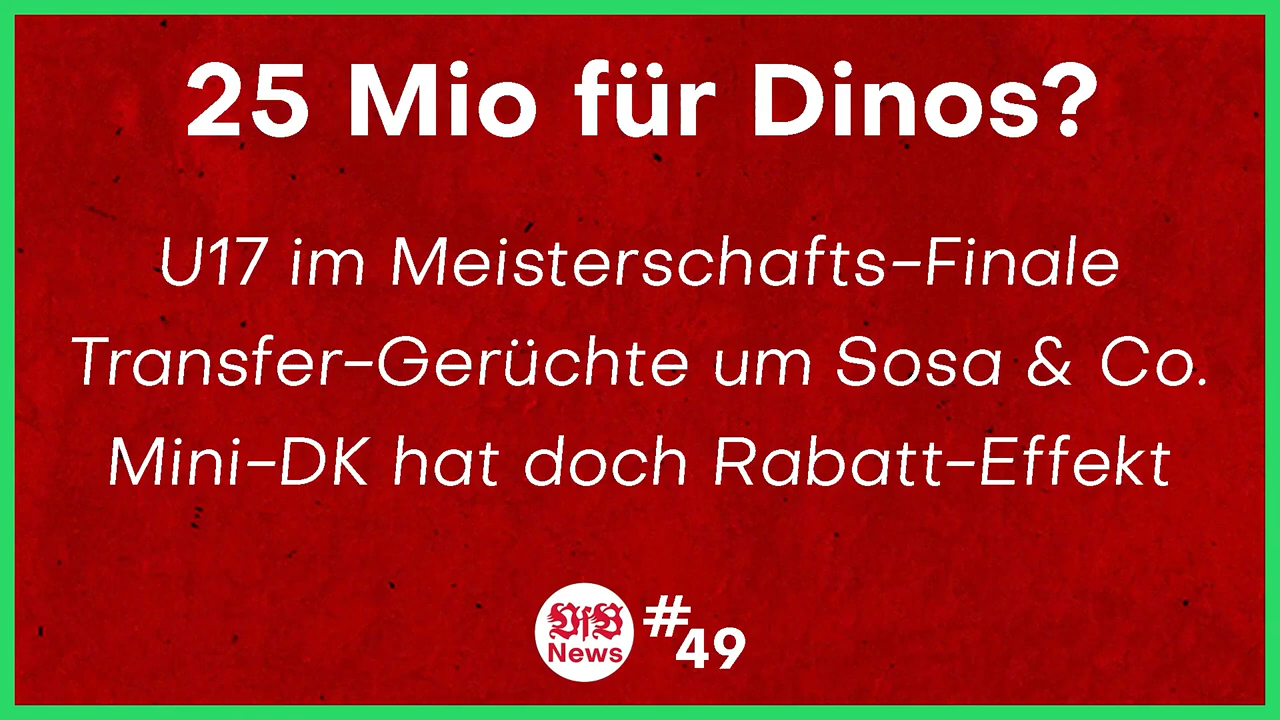 25 Mio für Dinos?
U17 im Meisterschafts-Finale
Transfer-Gerüchte um Sosa & Co.
Mini-DK hat doch Rabatt-Effekt
VfB
News
#49